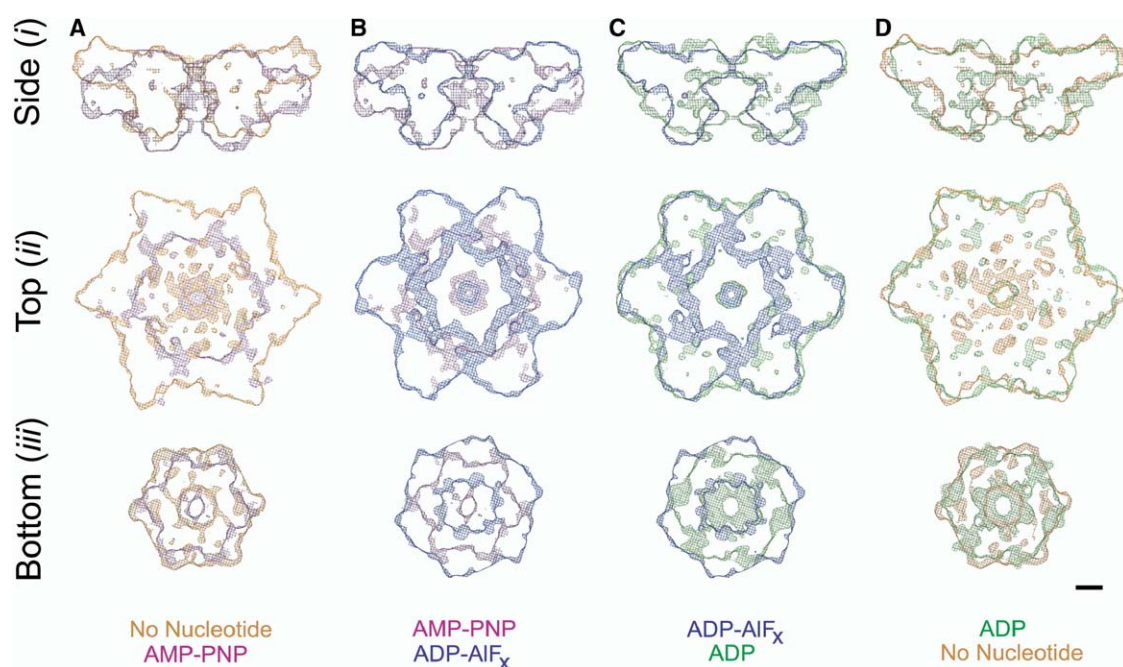 A B C D
Side (i)
Top (ii)
Bottom (iii)
No Nucleotide AMP-PNP ADP-AlFx ADP
AMP-PNP ADP-AlFx ADP No Nucleotide